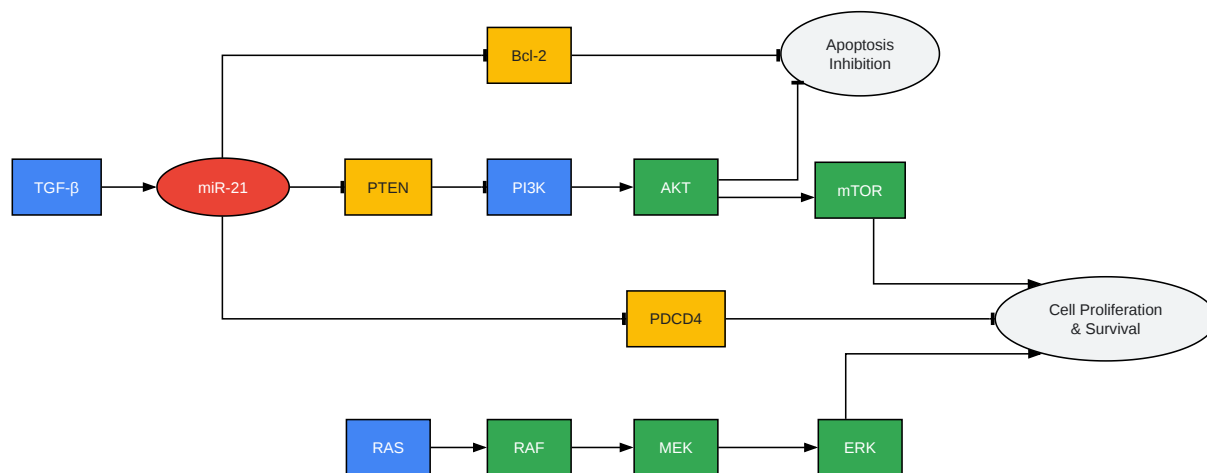 Bcl-2
Apoptosis
Inhibition
TGF-β
miR-21
PTEN
PI3K
AKT
mTOR
PDCD4
Cell Proliferation
& Survival
RAS
RAF
MEK
ERK